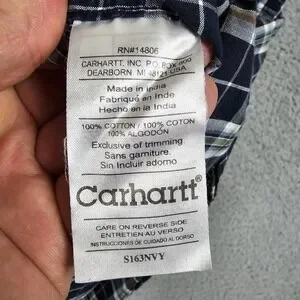 RN#14806
CARHARTT, INC. P.O. BOX 600
DEARBORN, MI 48121 USA
Made in India
Fabriqué en Inde
Hecho en la India
100% COTTON / 100% COTON
100% ALGODÓN
Exclusive of trimming
Sans garniture.
Sin Incluir adorno
Carhartt®
CARE ON REVERSE SIDE
ENTRETIEN AU VERSO
INSTRUCCIONES DE CUIDADO AL DORSO
S163NVY